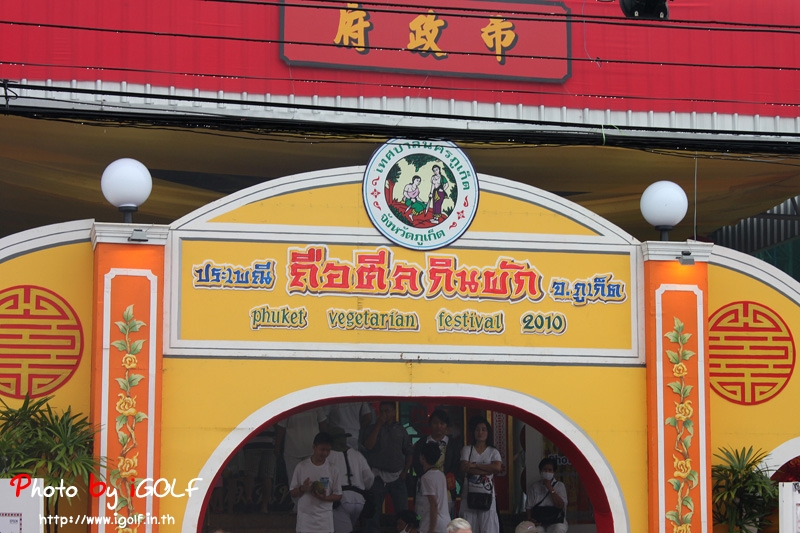 府政市
เทศบาลนครภูเก็ต
จังหวัดภูเก็ต
ประเพณี ถือศีลกินผัก จ.ภูเก็ต
phuket vegetarian festival 2010
Photo by iGOLF
http://www.igolf.in.th